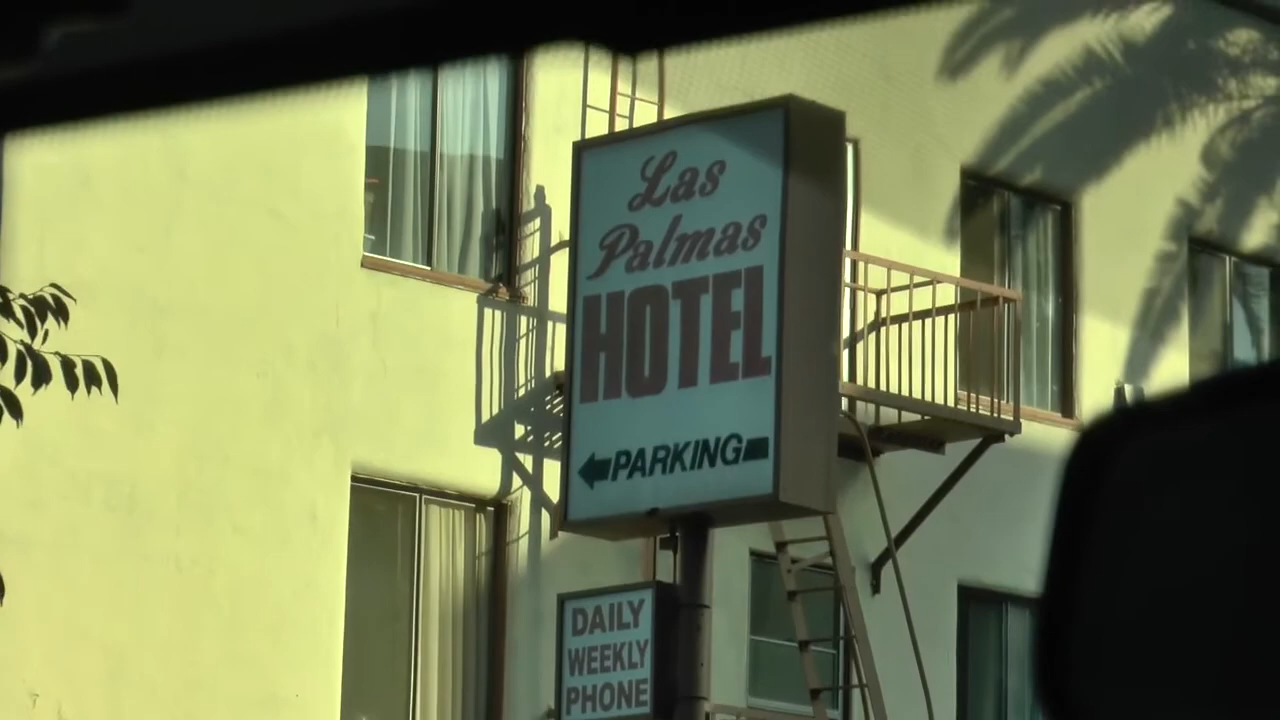 Las
Palmas
HOTEL
PARKING
DAILY
WEEKLY
PHONE